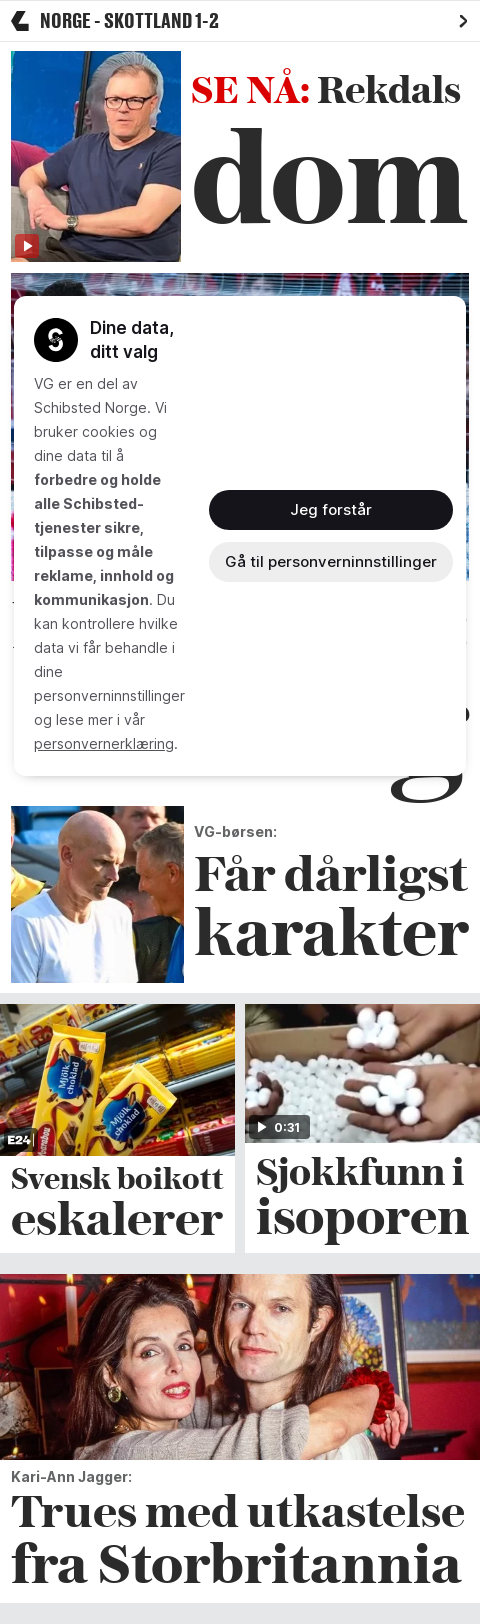 NORGE - SKOTTLAND 1-2
SE NÅ: Rekdals
dom
Dine data,
ditt valg
VG er en del av
Schibsted Norge. Vi
bruker cookies og
dine data til å
forbedre og holde
alle Schibsted-
tjenester sikre,
tilpasse og måle
reklame, innhold og
kommunikasjon. Du
kan kontrollere hvilke
data vi får behandle i
dine
personverninnstillinger
og lese mer i vår
personvernerklæring.
Jeg forstår
Gå til personverninnstillinger
VG-børsen:
Får dårligst
karakter
Mjölk
choklad
Mjölk
choklad
E24
Svensk boikott
eskalerer
0:31
Sjokkfunn i
isoporen
Kari-Ann Jagger:
Trues med utkastelse
fra Storbritannia